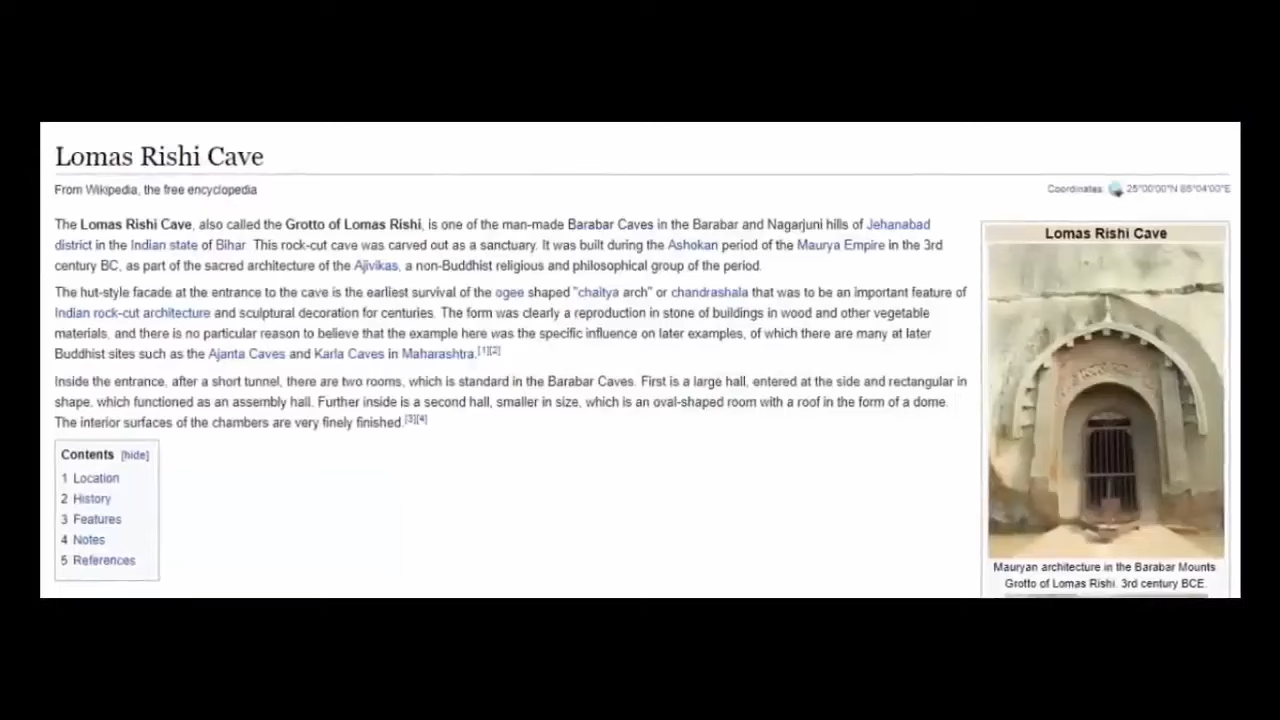 Lomas Rishi Cave
From Wikipedia, the free encyclopedia
Coordinates: 25°00'00"N 85°04'00"E
The Lomas Rishi Cave, also called the Grotto of Lomas Rishi, is one of the man-made Barabar Caves in the Barabar and Nagarjuni hills of Jehanabad
district in the Indian state of Bihar. This rock-cut cave was carved out as a sanctuary. It was built during the Ashokan period of the Maurya Empire in the 3rd
century BC, as part of the sacred architecture of the Ajivikas, a non-Buddhist religious and philosophical group of the period.
The hut-style facade at the entrance to the cave is the earliest survival of the ogee shaped "chaitya arch" or chandrashala that was to be an important feature of
Indian rock-cut architecture and sculptural decoration for centuries. The form was clearly a reproduction in stone of buildings in wood and other vegetable
materials, and there is no particular reason to believe that the example here was the specific influence on later examples, of which there are many at later
Buddhist sites such as the Ajanta Caves and Karla Caves in Maharashtra.[1][2]
Inside the entrance, after a short tunnel, there are two rooms, which is standard in the Barabar Caves. First is a large hall, entered at the side and rectangular in
shape, which functioned as an assembly hall. Further inside is a second hall, smaller in size, which is an oval-shaped room with a roof in the form of a dome.
The interior surfaces of the chambers are very finely finished.[3][4]
Contents [hide]
1 Location
2 History
3 Features
4 Notes
5 References
Lomas Rishi Cave
Mauryan architecture in the Barabar Mounts
Grotto of Lomas Rishi. 3rd century BCE.